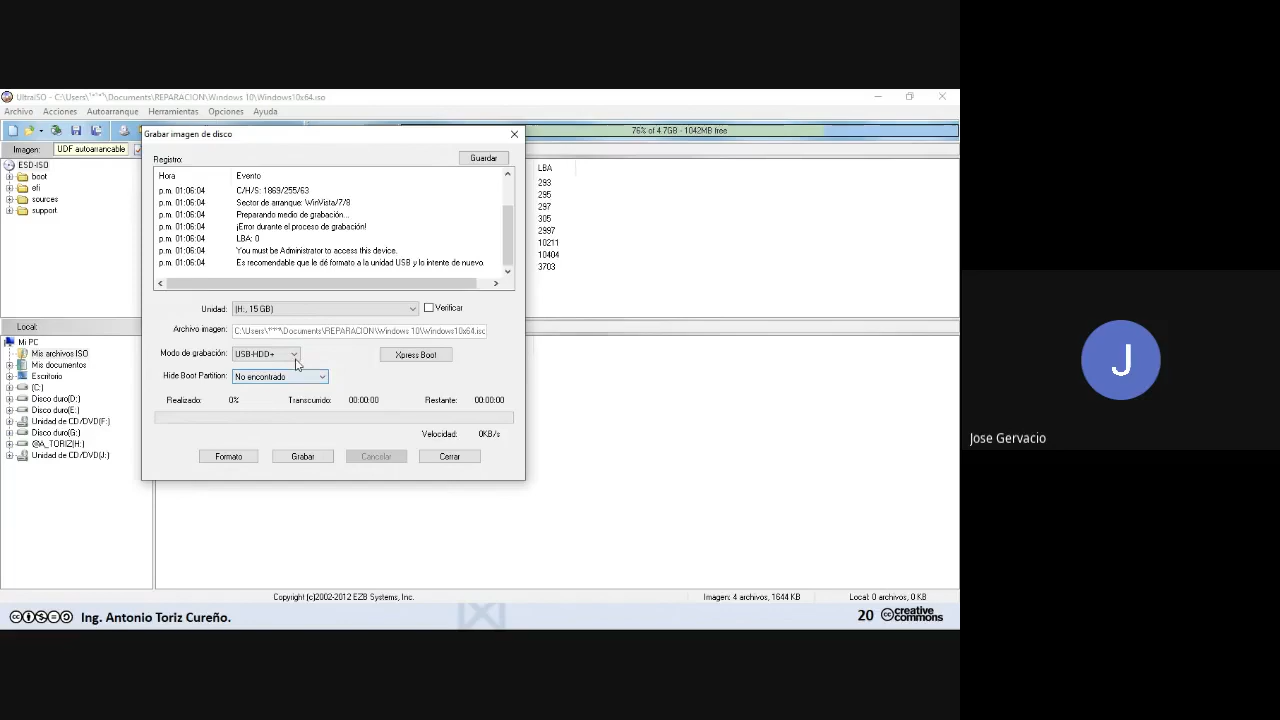 UltraISO - C:\Users\'*^*'\Documents\REPARACION\Windows 10\Windows10x64.iso
Archivo Acciones Autoarranque Herramientas Opciones Ayuda
Grabar imagen de disco
76% of 4.7GB - 1042MB free
Imagen: UDF autoarrancable
Registro: Guardar
ESD-ISO
boot
efi
sources
support
Hora Evento
p.m. 01:06:04 C/H/S: 1869/255/63
p.m. 01:06:04 Sector de arranque: WinVista/7/8
p.m. 01:06:04 Preparando medio de grabación...
p.m. 01:06:04 ¡Error durante el proceso de grabación!
p.m. 01:06:04 LBA: 0
p.m. 01:06:04 You must be Administrator to access this device.
p.m. 01:06:04 Es recomendable que le dé formato a la unidad USB y lo intente de nuevo.
LBA
293
295
297
305
2997
10211
10404
3703
Unidad: (H:, 15 GB) Verificar
Archivo imagen: C:\Users\'*^*'\Documents\REPARACION\Windows 10\Windows10x64.iso
Modo de grabación: USB-HDD+ Xpress Boot
Hide Boot Partition: No encontrado
Realizado: 0% Transcurrido: 00:00:00 Restante: 00:00:00
Velocidad: 0KB/s
Formato Grabar Cancelar Cerrar
Local:
Mi PC
Mis archivos ISO
Mis documentos
Escritorio
(C:)
Disco duro(D:)
Disco duro(E:)
Unidad de CD/DVD(F:)
Disco duro(G:)
@A_TORIZ(H:)
Unidad de CD/DVD(J:)
Copyright (c)2002-2012 EZB Systems, Inc. Imagen: 4 archivos, 1644 KB Local: 0 archivos, 0 KB
Ing. Antonio Toriz Cureño. 20 cc creative commons
J
Jose Gervacio